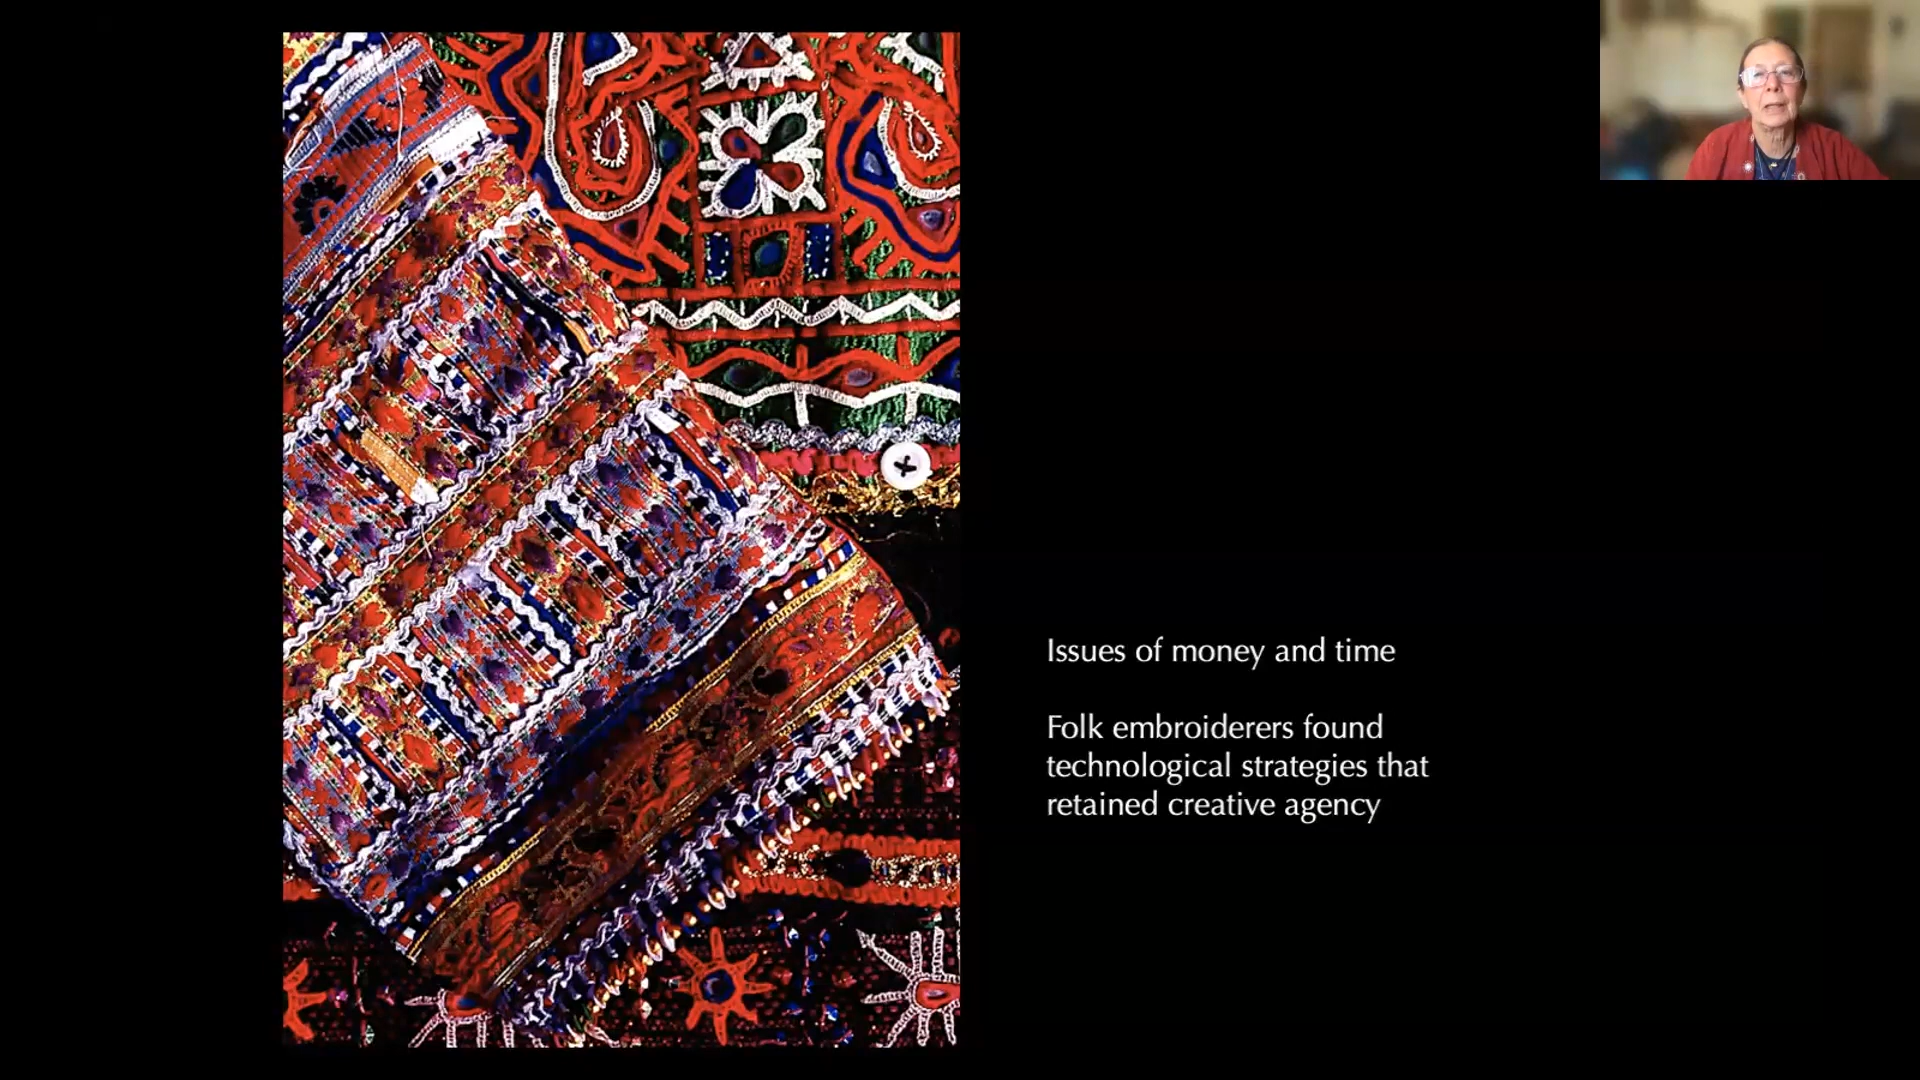 Issues of money and time
Folk embroiderers found
technological strategies that
retained creative agency